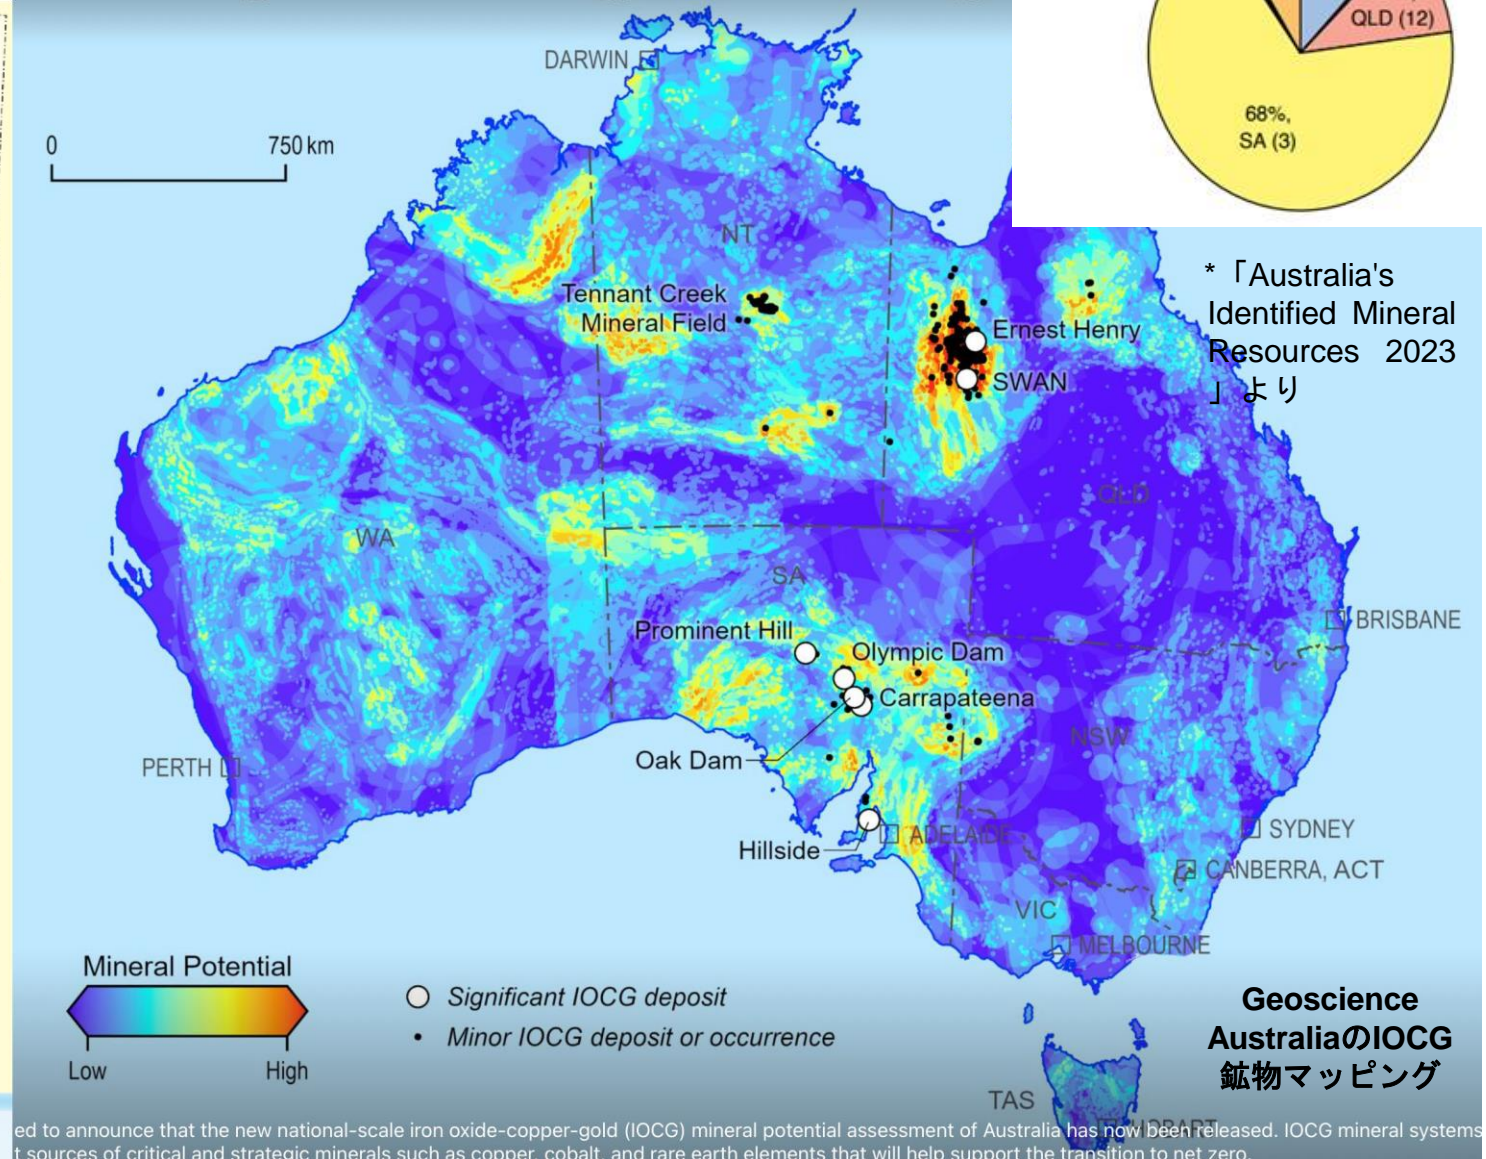 QLD (12)
68%,
SA (3)
DARWIN
0 750 km
NT
Tennant Creek
Mineral Field
Ernest Henry
SWAN
*「Australia's
Identified Mineral
Resources 2023
」より
QLD
WA
SA
BRISBANE
Prominent Hill
Olympic Dam
Carrapateena
NSW
Oak Dam
PERTH
Hillside
ADELAIDE
SYDNEY
CANBERRA, ACT
VIC
MELBOURNE
Mineral Potential
Low High
Significant IOCG deposit
Minor IOCG deposit or occurrence
Geoscience
AustraliaのIOCG
鉱物マッピング
TAS
HOBART
ed to announce that the new national-scale iron oxide-copper-gold (IOCG) mineral potential assessment of Australia has now been released. IOCG mineral systems
t sources of critical and strategic minerals such as copper, cobalt, and rare earth elements that will help support the transition to net zero.